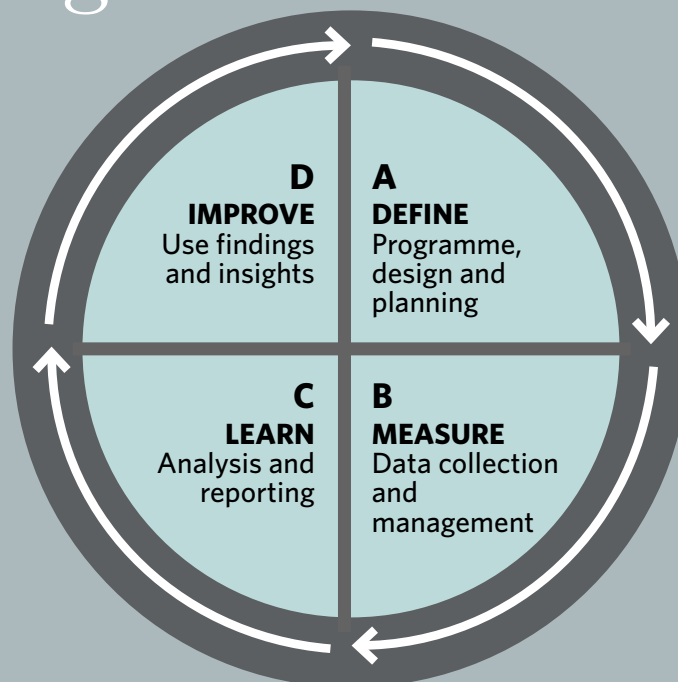 D
IMPROVE
Use findings
and insights
A
DEFINE
Programme,
design and
planning
C
LEARN
Analysis and
reporting
B
MEASURE
Data collection
and
management